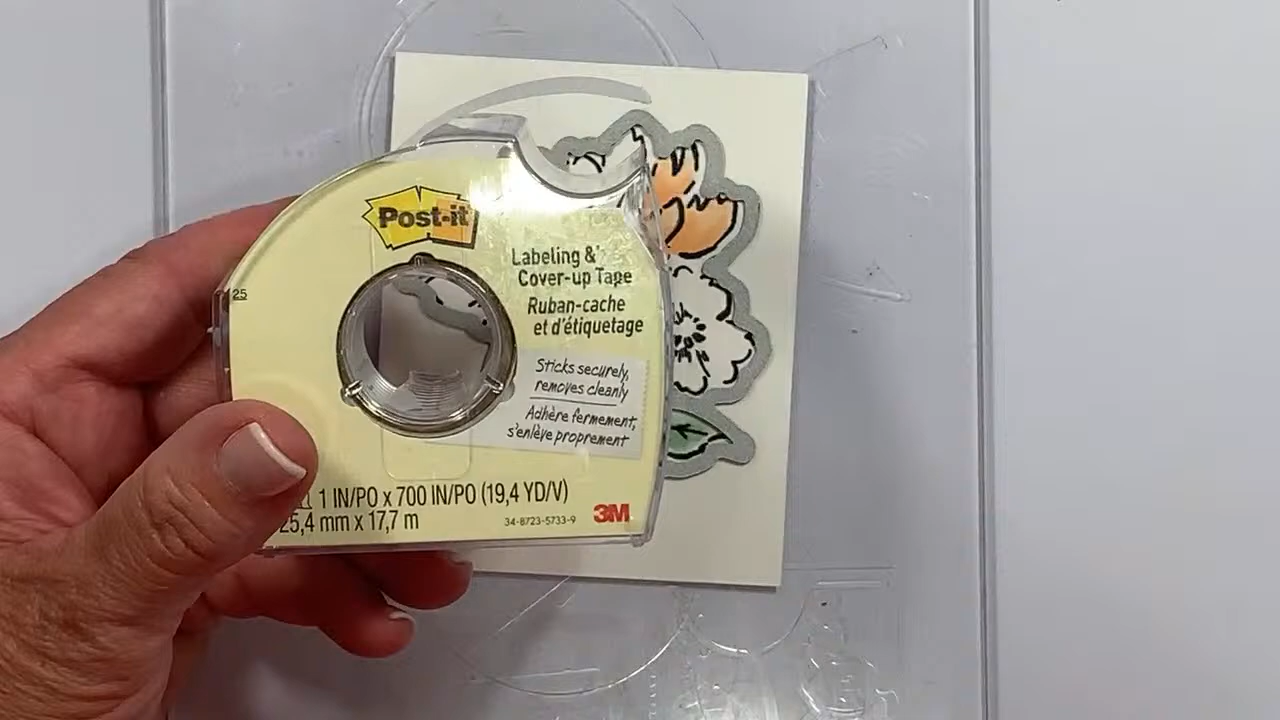 Post-it
25
Labeling &
Cover-up Tape
Ruban-cache
et d'étiquetage
Sticks securely,
removes cleanly
Adhère fermement,
s'enlève proprement
1 IN/PO x 700 IN/PO (19,4 YD/V)
25,4 mm x 17,7 m
34-8723-5733-9
3M